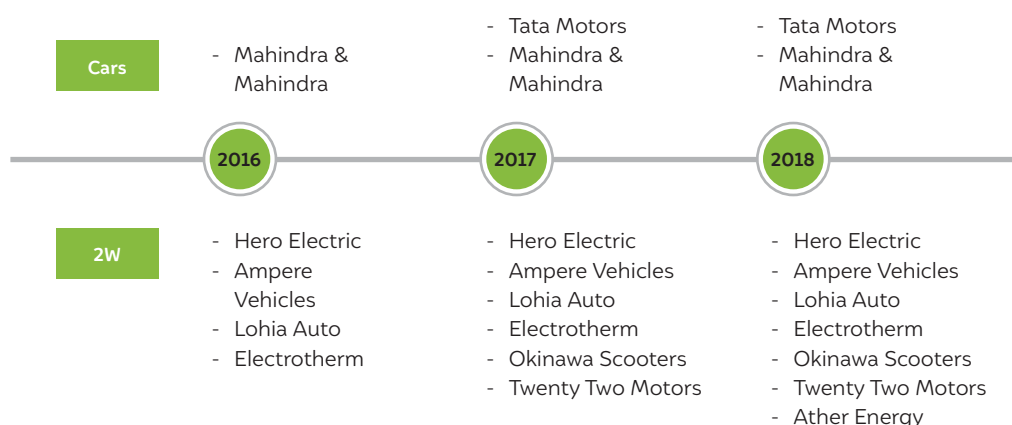 Cars
- Mahindra &
Mahindra
- Tata Motors
- Mahindra &
Mahindra
- Tata Motors
- Mahindra &
Mahindra
2016
2017
2018
2W
- Hero Electric
- Ampere
Vehicles
- Lohia Auto
- Electrotherm
- Hero Electric
- Ampere Vehicles
- Lohia Auto
- Electrotherm
- Okinawa Scooters
- Twenty Two Motors
- Hero Electric
- Ampere Vehicles
- Lohia Auto
- Electrotherm
- Okinawa Scooters
- Twenty Two Motors
- Ather Energy